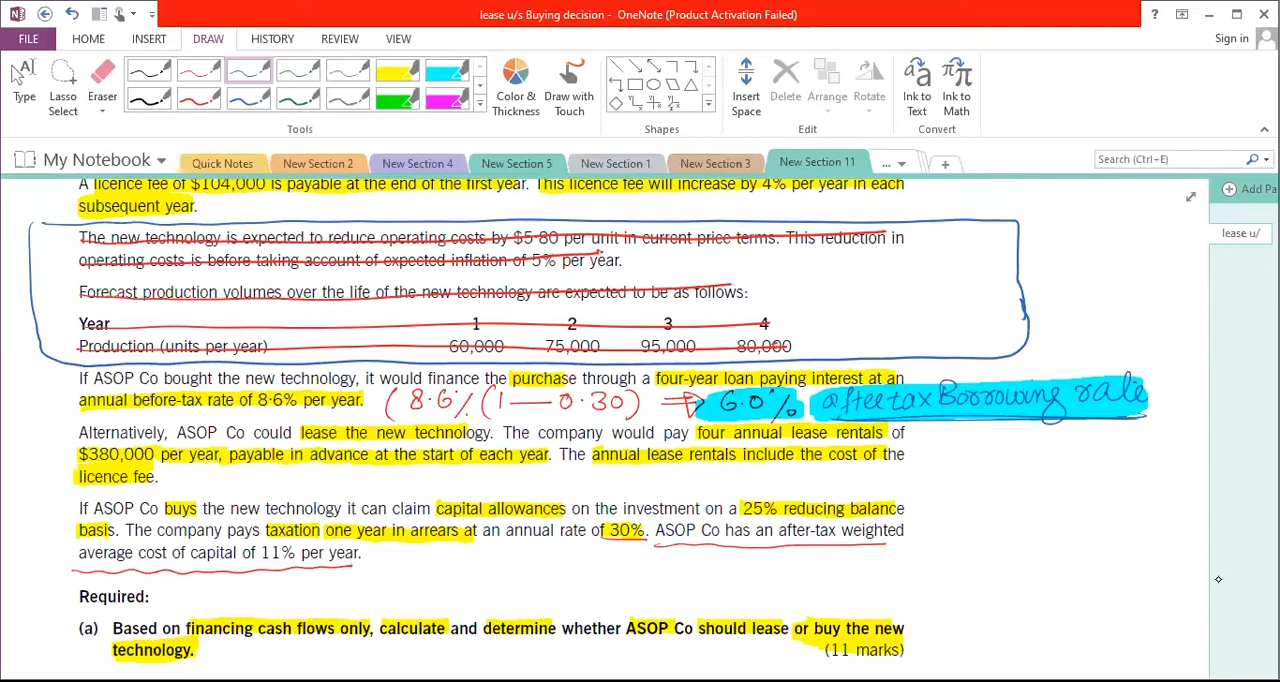 lease u/s Buying decision - OneNote (Product Activation Failed)
FILE HOME INSERT DRAW HISTORY REVIEW VIEW
Sign in
Type
Lasso Select
Eraser
Color & Thickness
Draw with Touch
Insert Space
Delete
Arrange
Rotate
Ink to Text
Ink to Math
Tools
Shapes
Edit
Convert
My Notebook
Quick Notes
New Section 2
New Section 4
New Section 5
New Section 1
New Section 3
New Section 11
Search (Ctrl+E)
Add Pa
lease u/
A licence fee of $104,000 is payable at the end of the first year. This licence fee will increase by 4% per year in each
subsequent year.
The new technology is expected to reduce operating costs by $5·80 per unit in current price terms. This reduction in
operating costs is before taking account of expected inflation of 5% per year.
Forecast production volumes over the life of the new technology are expected to be as follows:
Year 1 2 3 4
Production (units per year) 60,000 75,000 95,000 80,000
If ASOP Co bought the new technology, it would finance the purchase through a four-year loan paying interest at an
annual before-tax rate of 8·6% per year. (8.6% (1 — 0.30) ⇒ 6.0% after tax Borrowing rate
Alternatively, ASOP Co could lease the new technology. The company would pay four annual lease rentals of
$380,000 per year, payable in advance at the start of each year. The annual lease rentals include the cost of the
licence fee.
If ASOP Co buys the new technology it can claim capital allowances on the investment on a 25% reducing balance
basis. The company pays taxation one year in arrears at an annual rate of 30%. ASOP Co has an after-tax weighted
average cost of capital of 11% per year.
Required:
(a) Based on financing cash flows only, calculate and determine whether ASOP Co should lease or buy the new
technology. (11 marks)